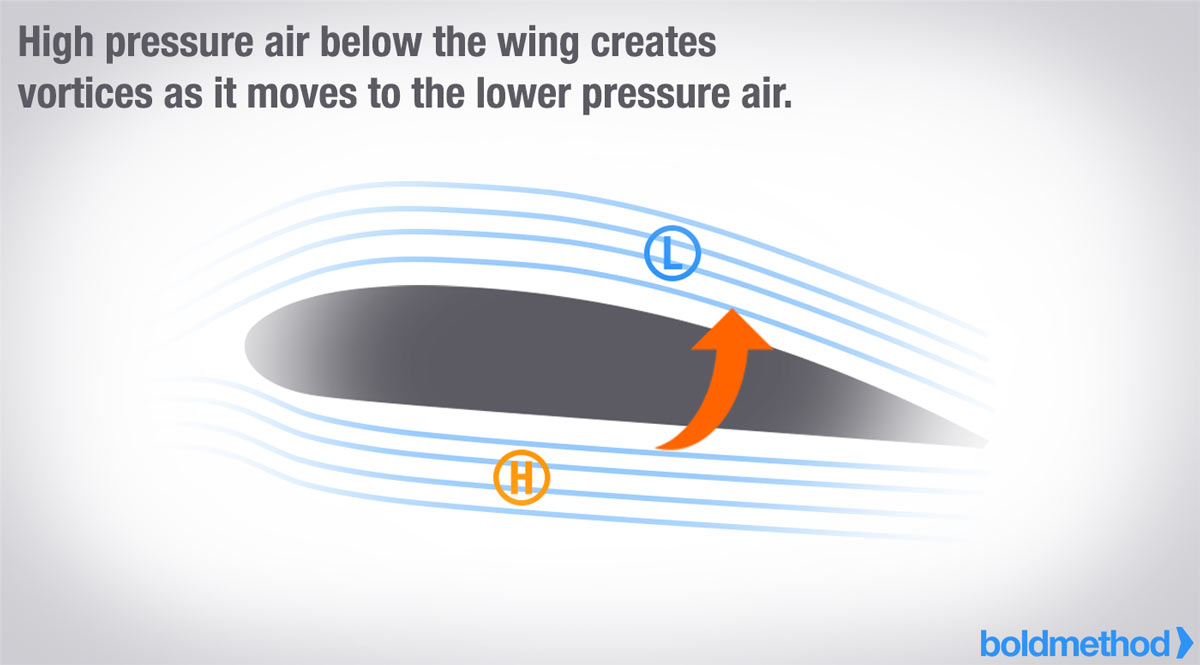 High pressure air below the wing creates
vortices as it moves to the lower pressure air.
L
H
boldmethod